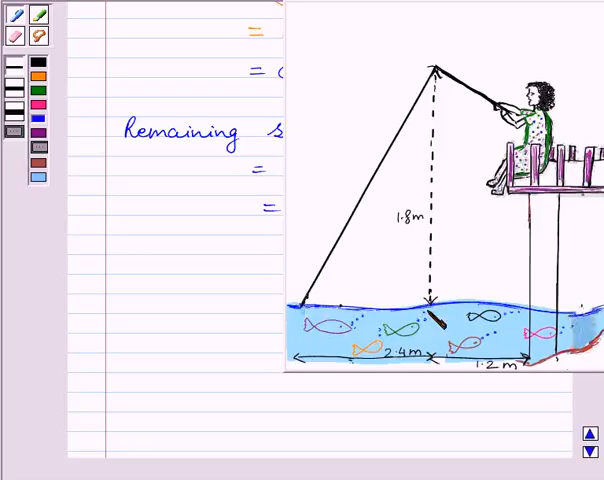 =
=
Remaining
=
=
1.8m
2.4m
1.2m